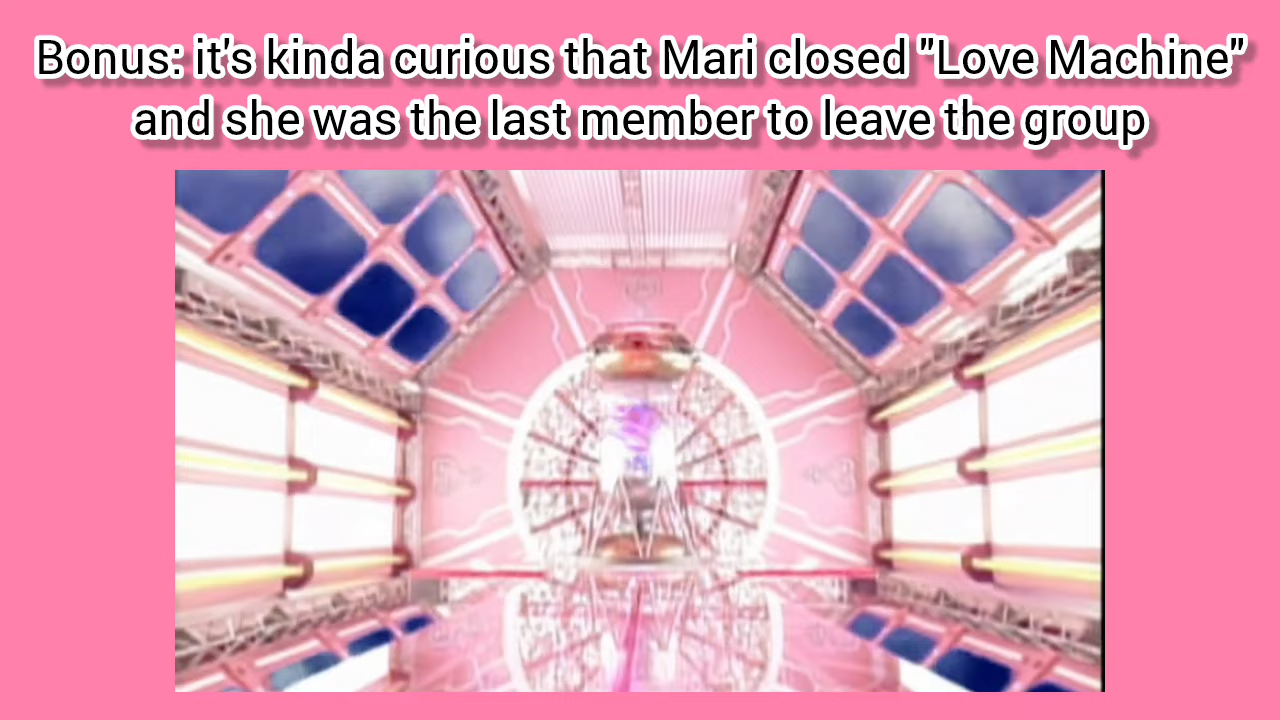 Bonus: it's kinda curious that Mari closed "Love Machine"
and she was the last member to leave the group